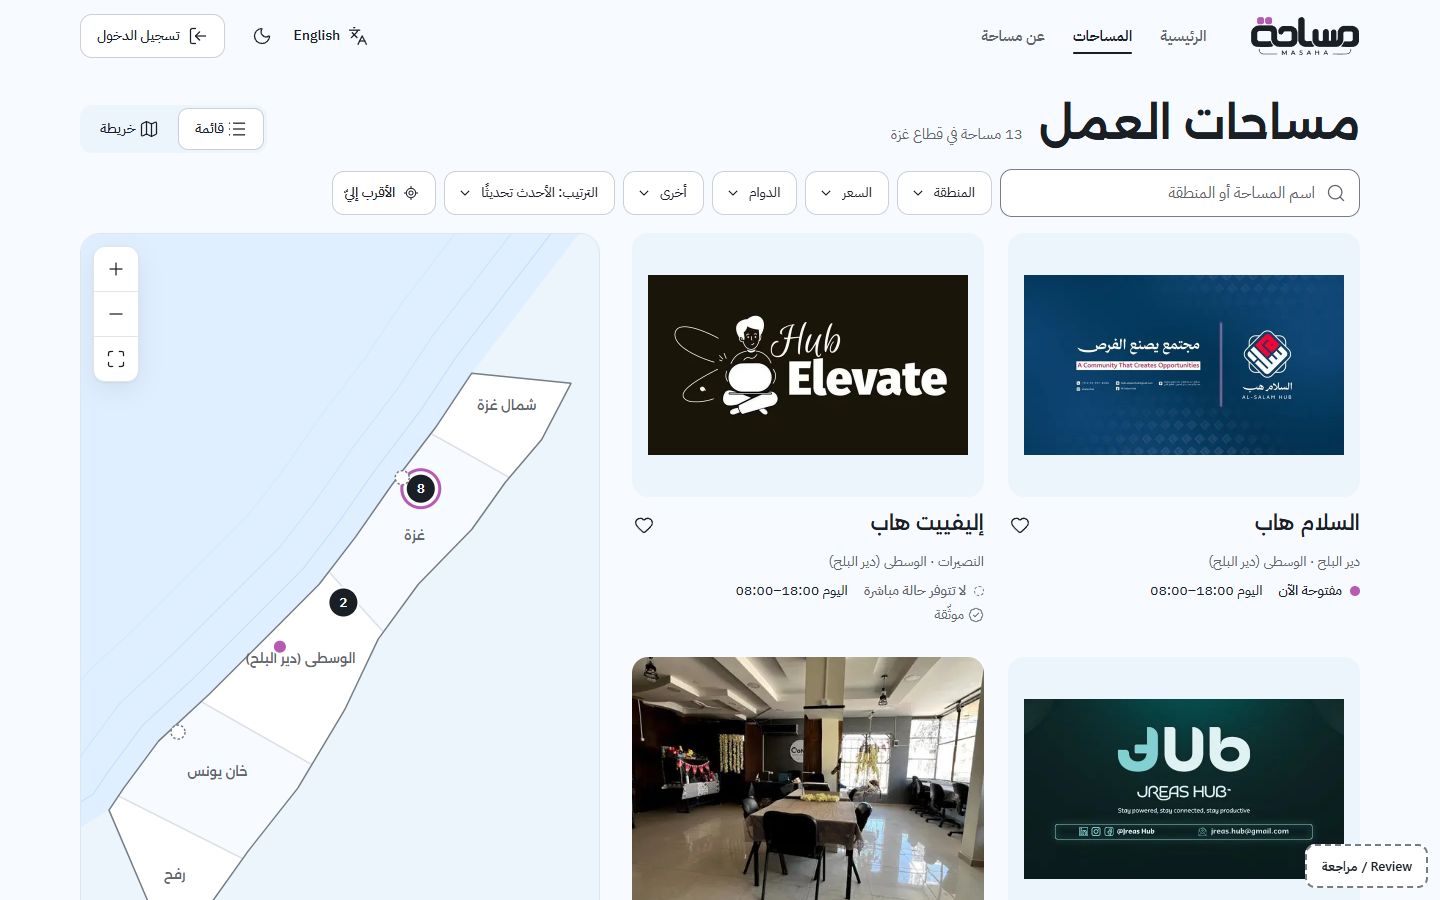 مساحة
MASAHA
الرئيسية
المساحات
عن مساحة
English
تسجيل الدخول
مساحات العمل
13 مساحة في قطاع غزة
قائمة
خريطة
اسم المساحة أو المنطقة
المنطقة
السعر
الدوام
أخرى
الترتيب: الأحدث تحديثًا
الأقرب إليّ
مجتمع يصنع الفرص
A Community That Creates Opportunities
السلام هب
AL-SALAM HUB
السلام هاب
دير البلح · الوسطى (دير البلح)
مفتوحة الآن
اليوم 08:00–18:00
Hub
Elevate
إليفييت هاب
النصيرات · الوسطى (دير البلح)
لا تتوفر حالة مباشرة
اليوم 08:00–18:00
موثّقة
JREAS HUB
Stay powered, stay connected, stay productive
@Jreas Hub
jreas.hub@gmail.com
شمال غزة
8
غزة
2
الوسطى (دير البلح)
خان يونس
رفح
مراجعة / Review